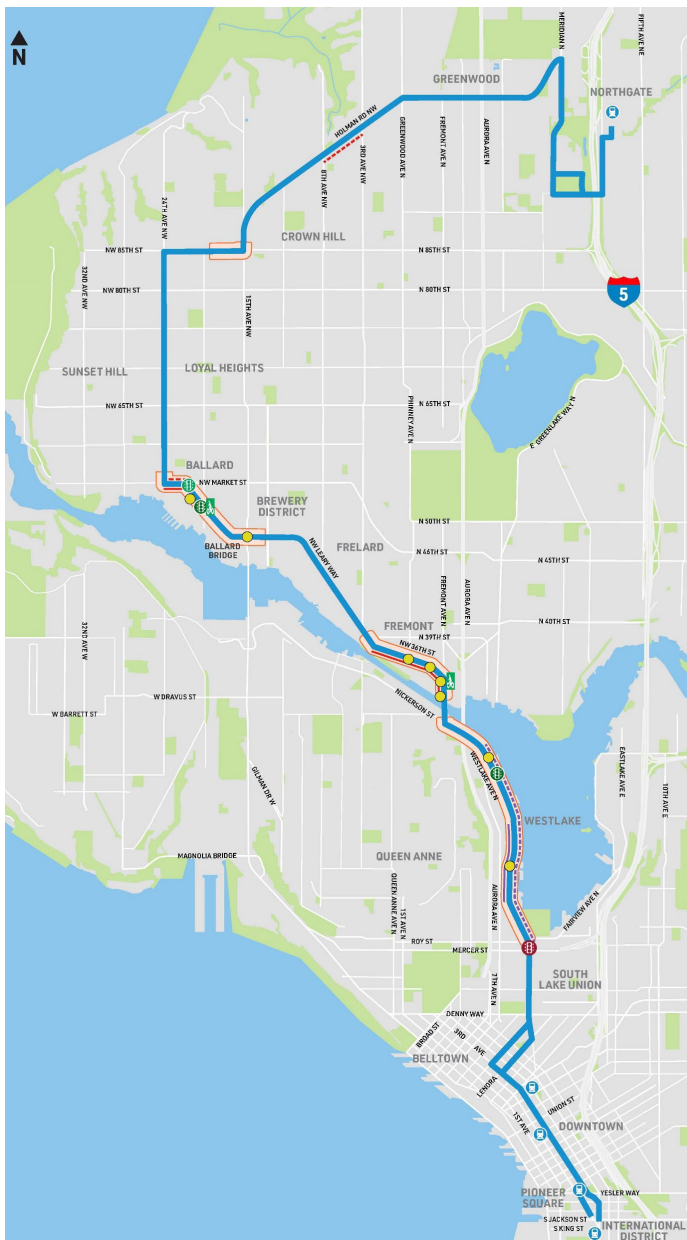 N
MERIDIAN N
FIFTH AVE NE
GREENWOOD
NORTHGATE
HOLMAN RD NW
3RD AVE NW
8TH AVE NW
GREENWOOD AVE N
FREMONT AVE N
AURORA AVE N
24TH AVE NW
CROWN HILL
NW 85TH ST
N 85TH ST
32ND AVE NW
NW 80TH ST
N 80TH ST
5
15TH AVE NW
SUNSET HILL
LOYAL HEIGHTS
NW 65TH ST
PHINNEY AVE N
N 65TH ST
E GREENLAKE WAY N
BALLARD
NW MARKET ST
BREWERY
DISTRICT
N 50TH ST
BALLARD
BRIDGE
NW LEARY WAY
FRELARD
N 46TH ST
N 45TH ST
FREMONT AVE N
AURORA AVE N
32ND AVE W
FREMONT
N 39TH ST
N 40TH ST
NW 36TH ST
W DRAVUS ST
W BARRETT ST
NICKERSON ST
GILMAN DR W
WESTLAKE AVE N
EASTLAKE AVE E
10TH AVE E
WESTLAKE
MAGNOLIA BRIDGE
QUEEN ANNE
QUEEN ANNE AVE N
1ST AVE N
AURORA AVE N
FAIRVIEW AVE N
ROY ST
MERCER ST
7TH AVE N
SOUTH
LAKE UNION
DENNY WAY
BROAD ST
3RD AVE
BELLTOWN
LENORA
UNION ST
1ST AVE
DOWNTOWN
PIONEER
SQUARE
YESLER WAY
S JACKSON ST
S KING ST
INTERNATIONAL
DISTRICT